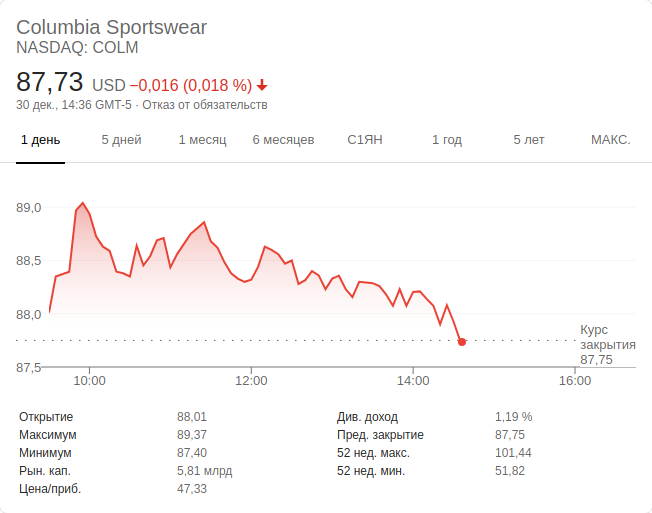 Columbia Sportswear
NASDAQ: COLM
87,73 USD −0,016 (0,018 %)
30 дек., 14:36 GMT-5 · Отказ от обязательств
1 день 5 дней 1 месяц 6 месяцев С1ЯН 1 год 5 лет МАКС.
89,0
88,5
88,0
87,5
Курс
закрытия
87,75
10:00 12:00 14:00 16:00
Открытие 88,01 Див. доход 1,19 %
Максимум 89,37 Пред. закрытие 87,75
Минимум 87,40 52 нед. макс. 101,44
Рын. кап. 5,81 млрд 52 нед. мин. 51,82
Цена/приб. 47,33